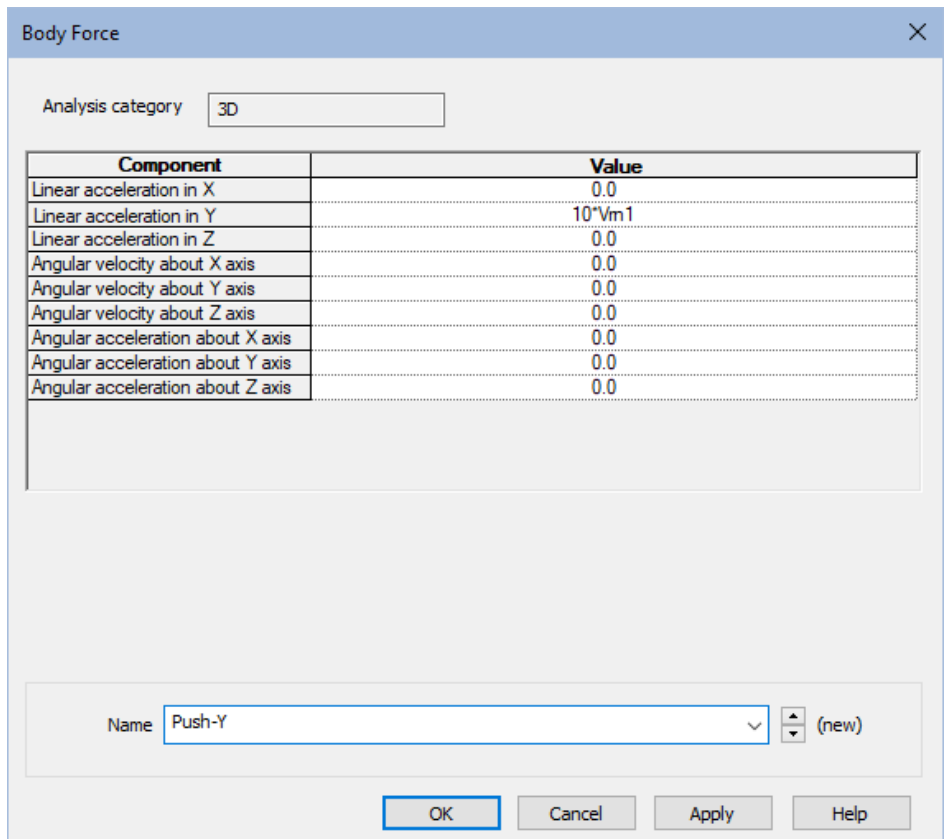 Body Force
Analysis category 3D
Component Value
Linear acceleration in X 0.0
Linear acceleration in Y 10*Vm1
Linear acceleration in Z 0.0
Angular velocity about X axis 0.0
Angular velocity about Y axis 0.0
Angular velocity about Z axis 0.0
Angular acceleration about X axis 0.0
Angular acceleration about Y axis 0.0
Angular acceleration about Z axis 0.0
Name Push-Y (new)
OK Cancel Apply Help